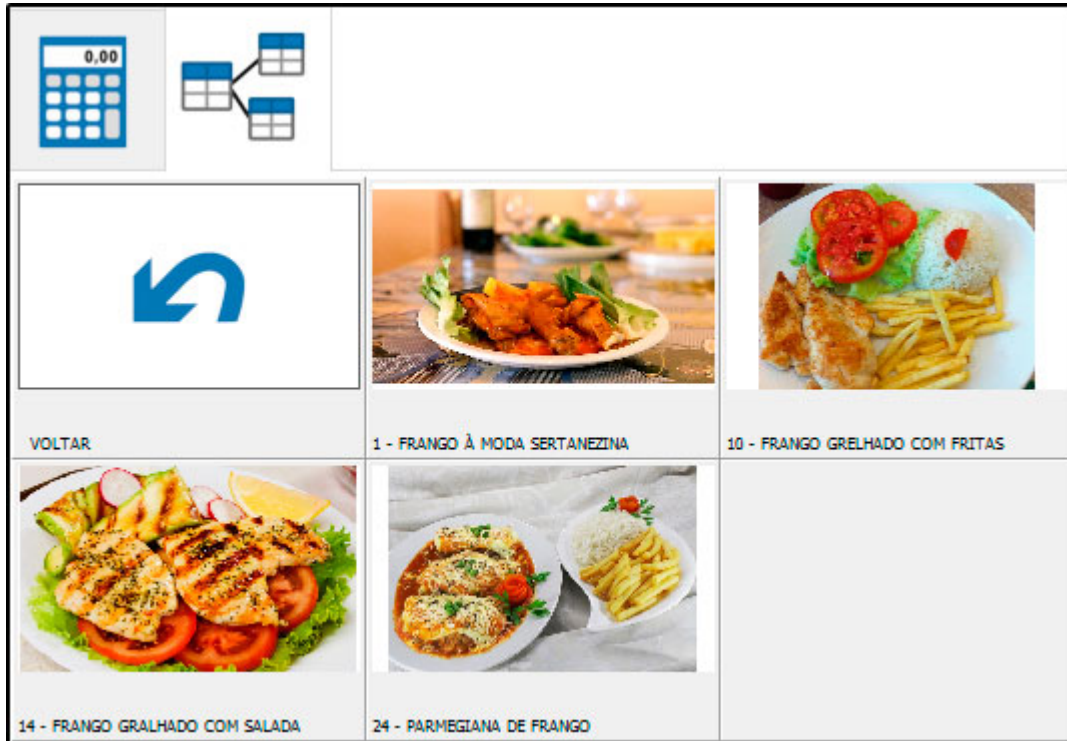 0,00
VOLTAR
1 - FRANGO À MODA SERTANEZINA
10 - FRANGO GRELHADO COM FRITAS
14 - FRANGO GRALHADO COM SALADA
24 - PARMEGIANA DE FRANGO